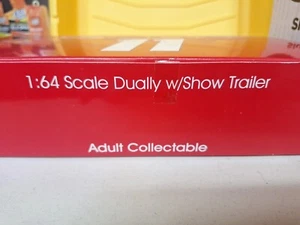 1:64 Scale Dually w/Show Trailer
Adult Collectable